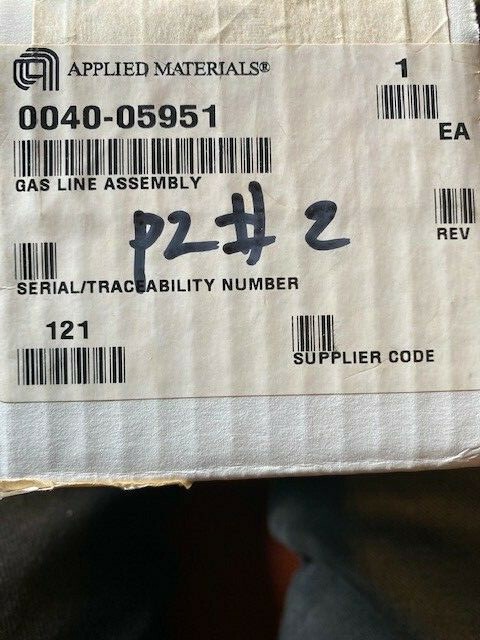 APPLIED MATERIALS®
1
0040-05951
EA
GAS LINE ASSEMBLY
P2 # 2
REV
SERIAL/TRACEABILITY NUMBER
121
SUPPLIER CODE